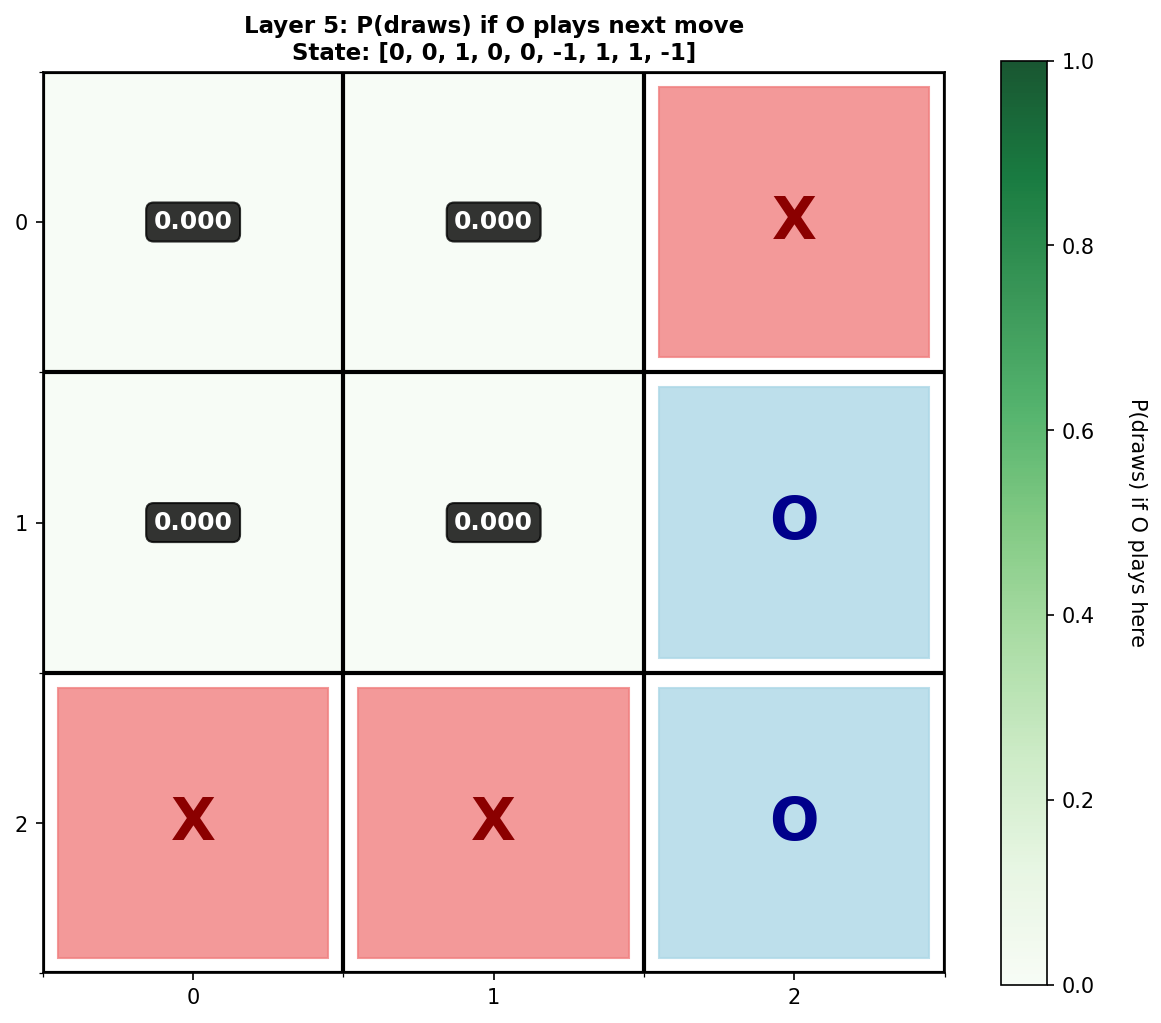 Layer 5: P(draws) if O plays next move
State: [0, 0, 1, 0, 0, -1, 1, 1, -1]
0
0.000
0.000
X
1
0.000
0.000
O
2
X
X
O
0
1
2
1.0
0.8
0.6
0.4
0.2
0.0
P(draws) if O plays here